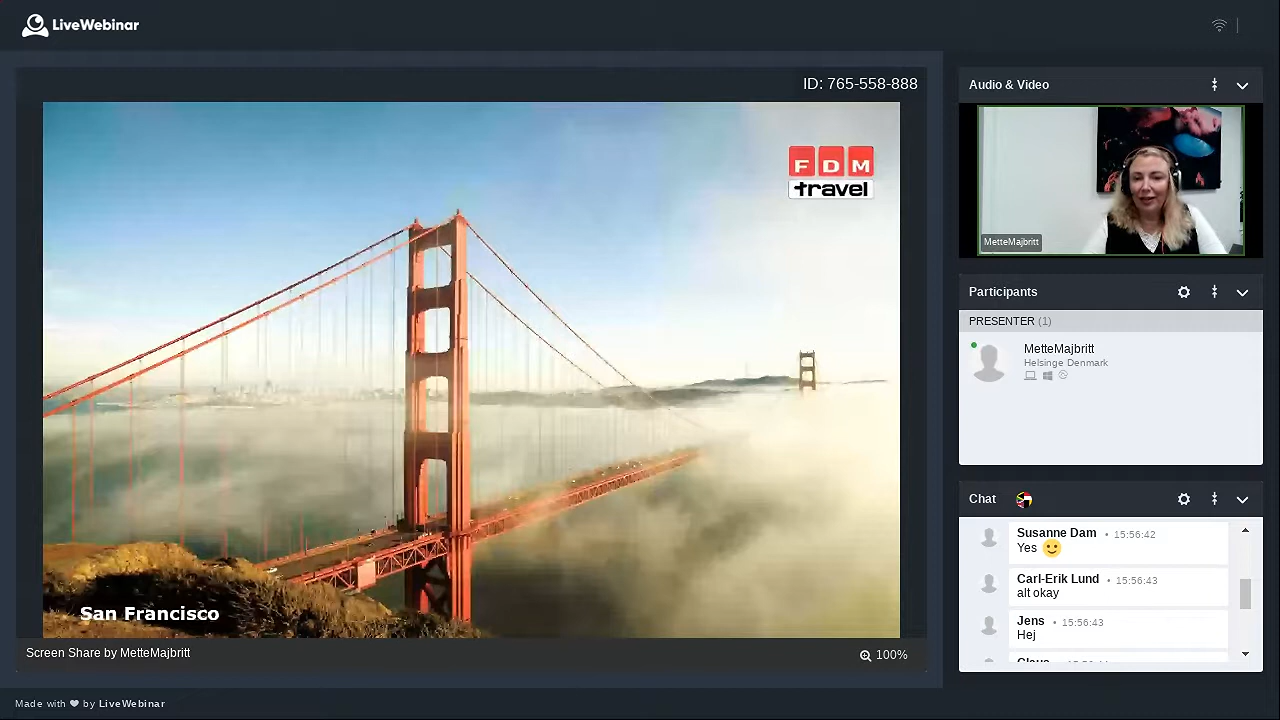 LiveWebinar
ID: 765-558-888
FDM
travel
San Francisco
Screen Share by MetteMajbritt
100%
Made with ❤ by LiveWebinar
Audio & Video
MetteMajbritt
Participants
PRESENTER (1)
MetteMajbritt
Helsinge Denmark
Chat
Susanne Dam • 15:56:42
Yes 🙂
Carl-Erik Lund • 15:56:43
alt okay
Jens • 15:56:43
Hej